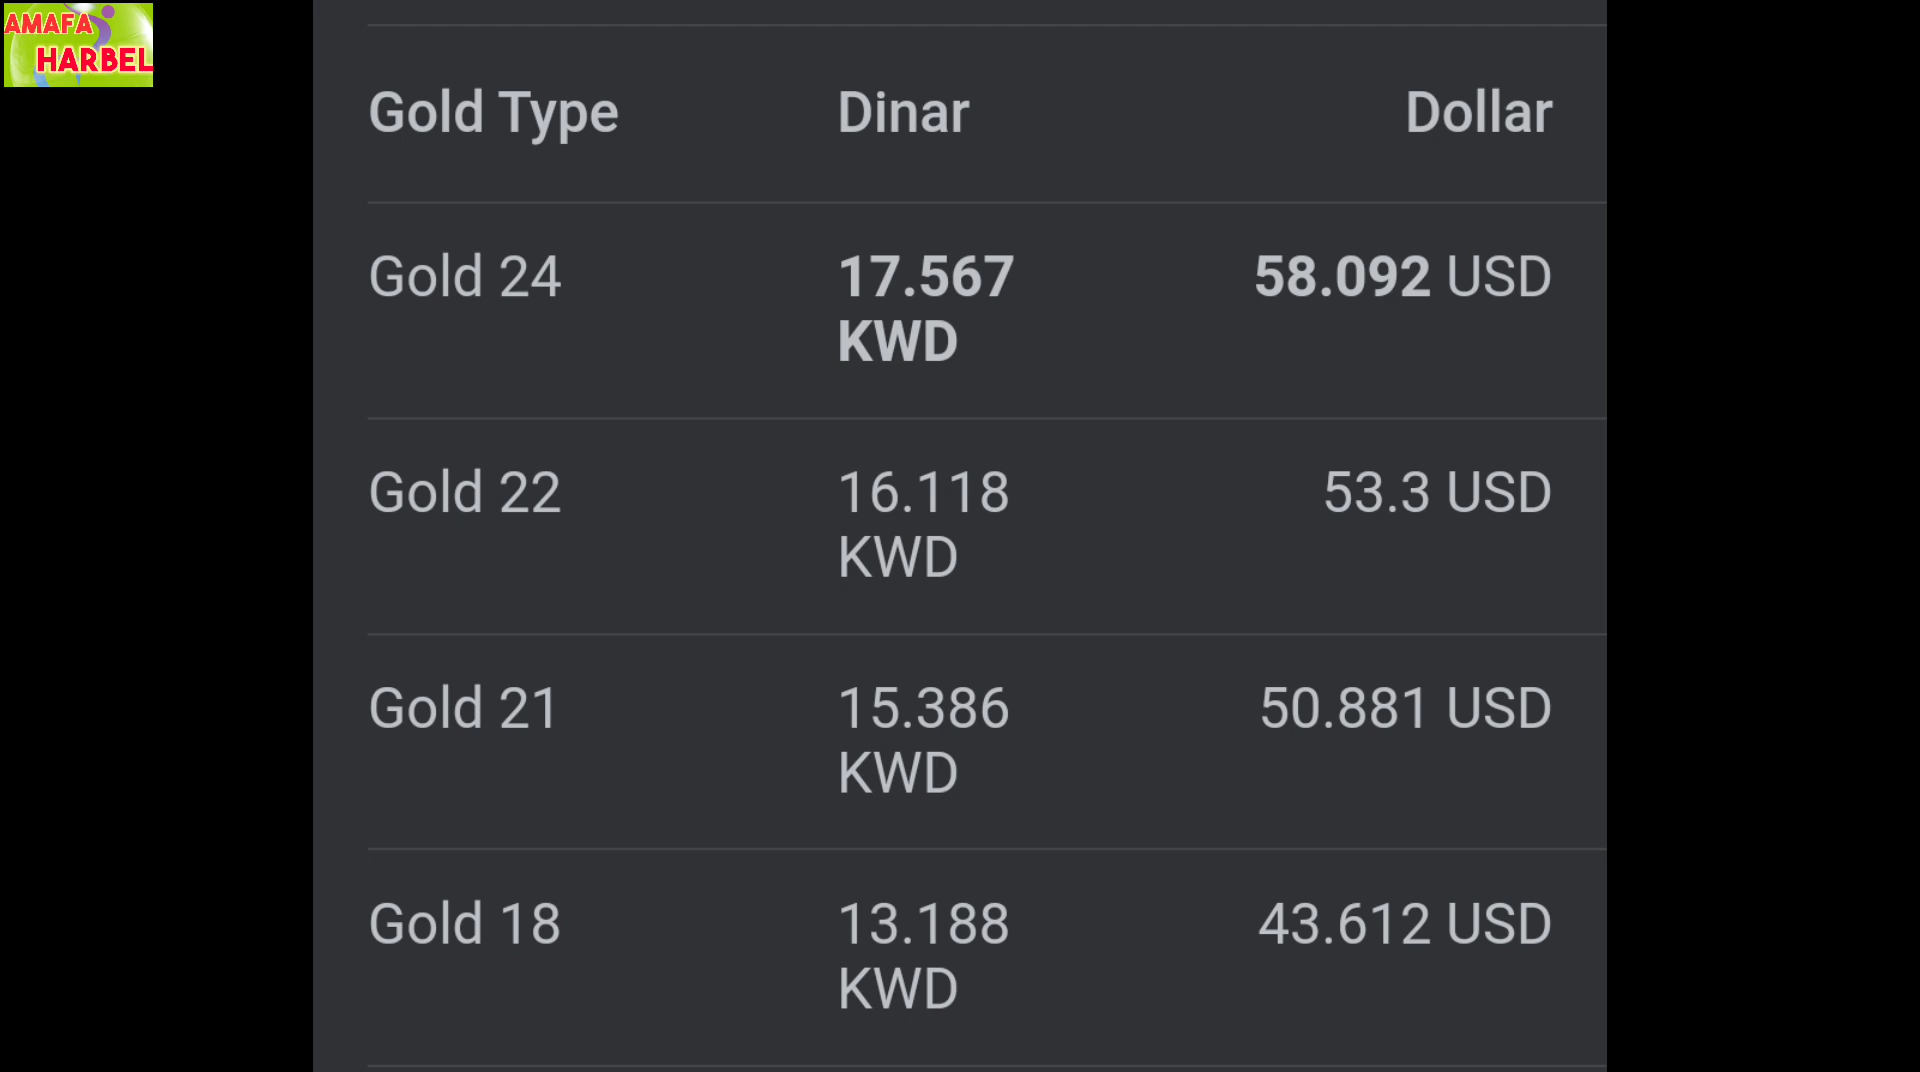 AMAFA
HARBEL
Gold Type Dinar Dollar
Gold 24 17.567 58.092 USD
KWD
Gold 22 16.118 53.3 USD
KWD
Gold 21 15.386 50.881 USD
KWD
Gold 18 13.188 43.612 USD
KWD